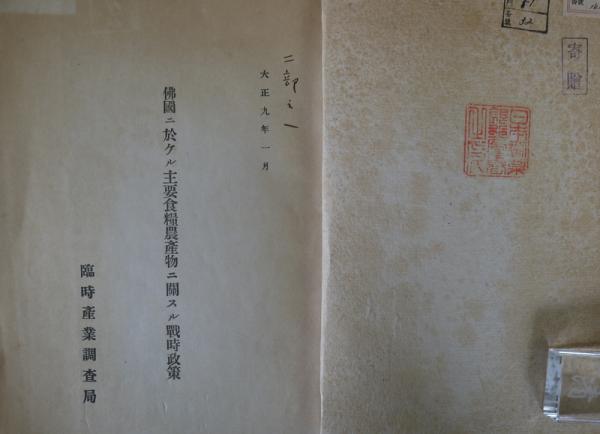 寄贈
二部之一
大正九年一月
佛國ニ於ケル主要食糧農產物ニ關スル戰時政策
臨時產業調查局